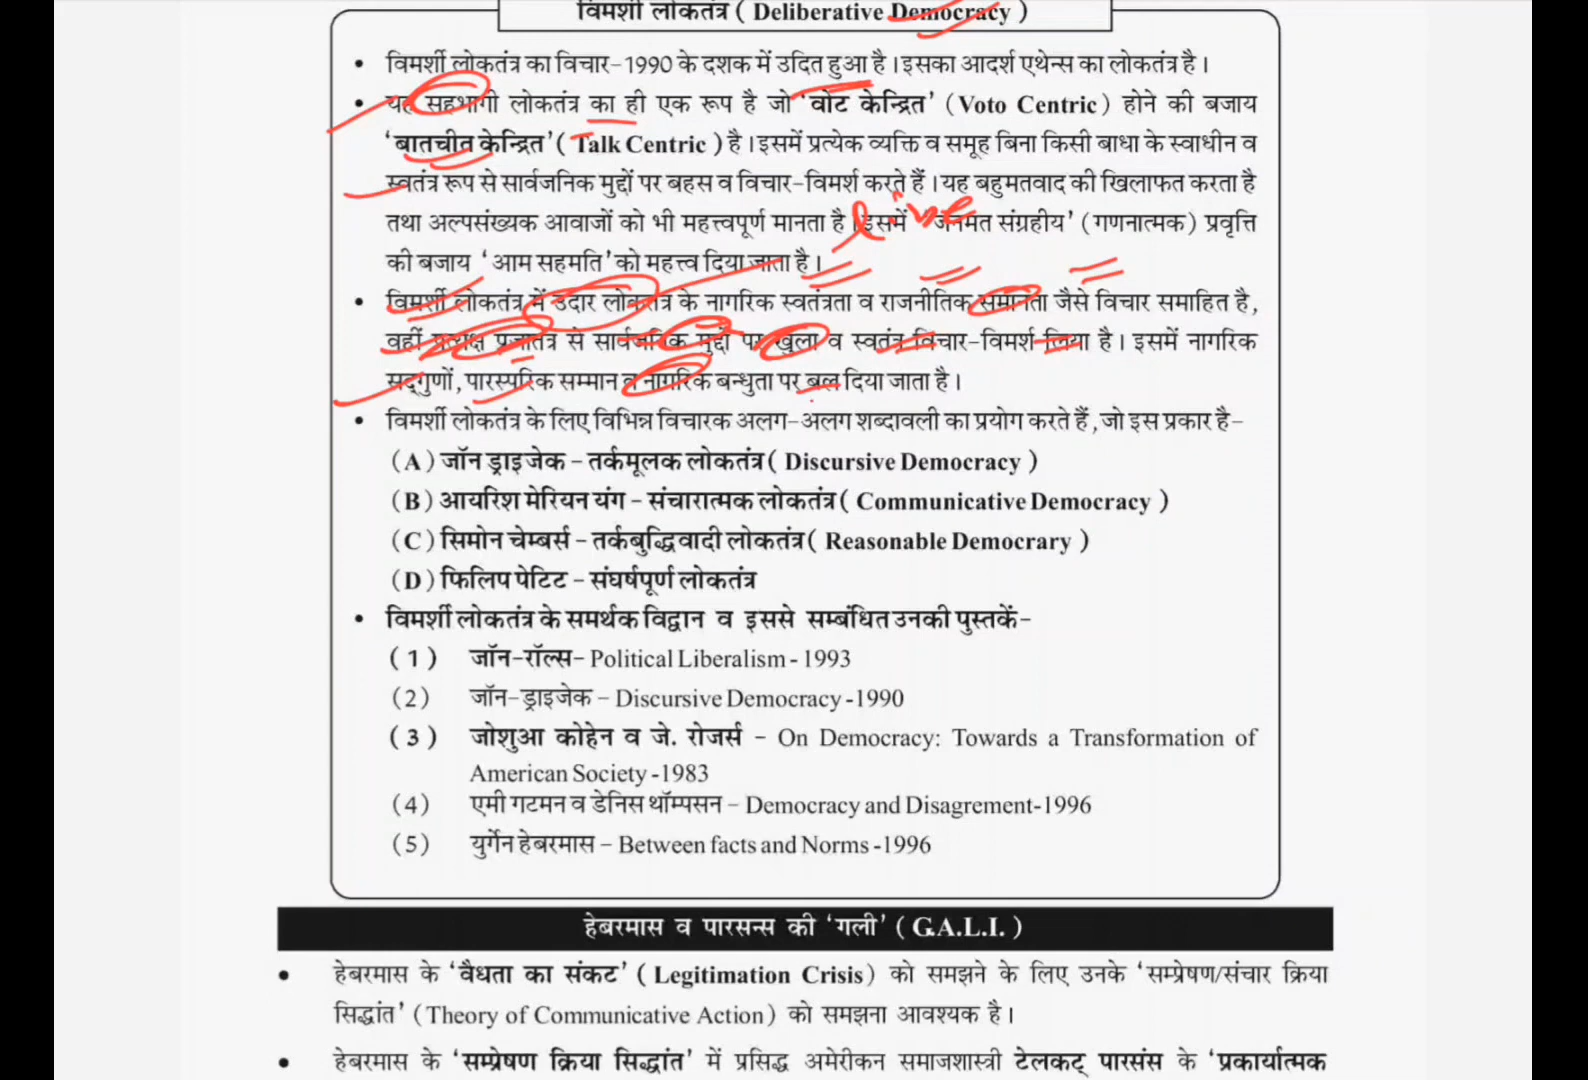 विमर्शी लोकतंत्र ( Deliberative Democracy )
• विमर्शी लोकतंत्र का विचार-1990 के दशक में उदित हुआ है। इसका आदर्श एथेन्स का लोकतंत्र है।
• यह सहभागी लोकतंत्र का ही एक रूप है जो 'वोट केन्द्रित' (Voto Centric) होने की बजाय
'बातचीत केन्द्रित' ( Talk Centric ) है। इसमें प्रत्येक व्यक्ति व समूह बिना किसी बाधा के स्वाधीन व
स्वतंत्र रूप से सार्वजनिक मुद्दों पर बहस व विचार-विमर्श करते हैं। यह बहुमतवाद की खिलाफत करता है
तथा अल्पसंख्यक आवाजों को भी महत्त्वपूर्ण मानता है। इसमें 'जनमत संग्रहीय' (गणनात्मक) प्रवृत्ति
live
की बजाय 'आम सहमति' को महत्त्व दिया जाता है।
• विमर्शी लोकतंत्र में उदार लोकतंत्र के नागरिक स्वतंत्रता व राजनीतिक समानता जैसे विचार समाहित है,
वहीं प्रत्यक्ष प्रजातंत्र से सार्वजनिक मुद्दों पर खुला व स्वतंत्र विचार-विमर्श लिया है। इसमें नागरिक
सद्गुणों, पारस्परिक सम्मान व नागरिक बन्धुता पर बल दिया जाता है।
• विमर्शी लोकतंत्र के लिए विभिन्न विचारक अलग-अलग शब्दावली का प्रयोग करते हैं, जो इस प्रकार है-
(A) जॉन ड्राइजेक - तर्कमूलक लोकतंत्र ( Discursive Democracy )
(B) आयरिश मेरियन यंग - संचारात्मक लोकतंत्र ( Communicative Democracy )
(C) सिमोन चेम्बर्स - तर्कबुद्धिवादी लोकतंत्र ( Reasonable Democrary )
(D) फिलिप पेटिट - संघर्षपूर्ण लोकतंत्र
• विमर्शी लोकतंत्र के समर्थक विद्वान व इससे सम्बंधित उनकी पुस्तकें-
(1) जॉन-रॉल्स- Political Liberalism - 1993
(2) जॉन-ड्राइजेक - Discursive Democracy -1990
(3) जोशुआ कोहेन व जे. रोजर्स - On Democracy: Towards a Transformation of
American Society -1983
(4) एमी गटमन व डेनिस थॉम्पसन - Democracy and Disagrement-1996
(5) युर्गेन हेबरमास - Between facts and Norms -1996
हेबरमास व पारसन्स की 'गली' ( G.A.L.I. )
• हेबरमास के 'वैधता का संकट' ( Legitimation Crisis) को समझने के लिए उनके 'सम्प्रेषण/संचार क्रिया
सिद्धांत' (Theory of Communicative Action) को समझना आवश्यक है।
• हेबरमास के 'सम्प्रेषण क्रिया सिद्धांत' में प्रसिद्ध अमेरीकन समाजशास्त्री टेलकट् पारसंस के 'प्रकार्यात्मक